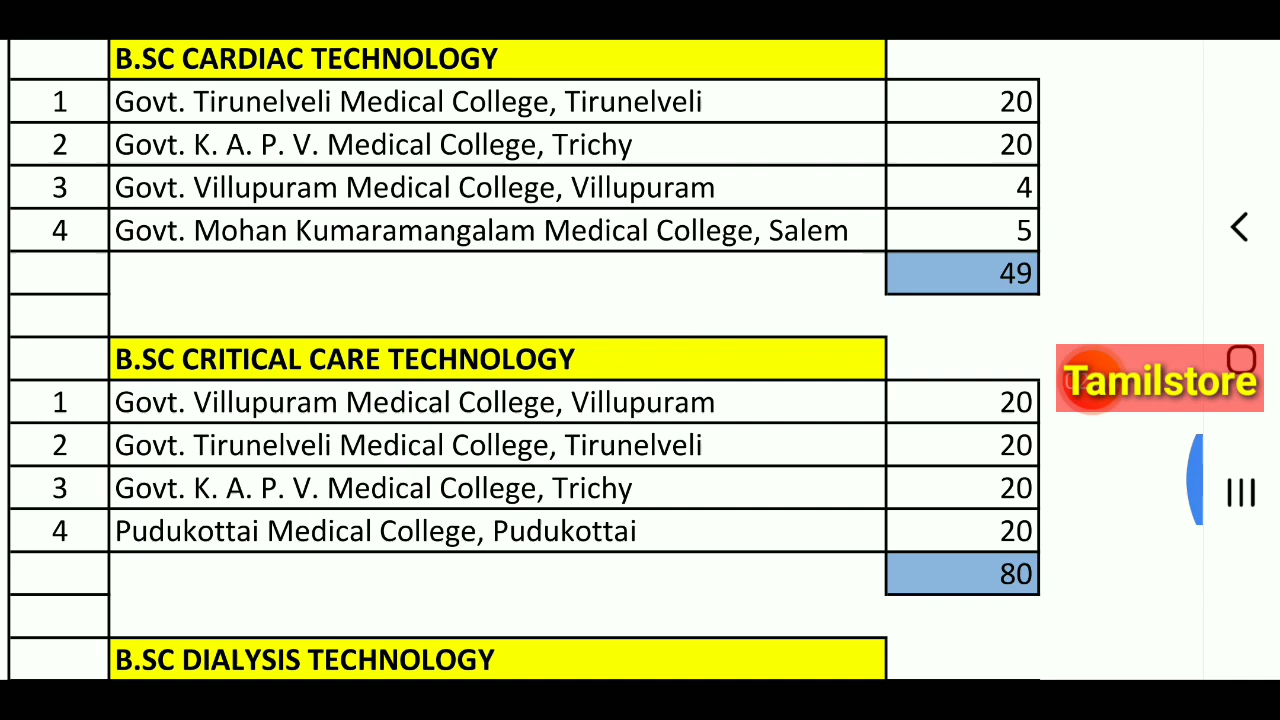 B.SC CARDIAC TECHNOLOGY
1 Govt. Tirunelveli Medical College, Tirunelveli 20
2 Govt. K. A. P. V. Medical College, Trichy 20
3 Govt. Villupuram Medical College, Villupuram 4
4 Govt. Mohan Kumaramangalam Medical College, Salem 5
49
B.SC CRITICAL CARE TECHNOLOGY
1 Govt. Villupuram Medical College, Villupuram 20
Tamilstore
2 Govt. Tirunelveli Medical College, Tirunelveli 20
3 Govt. K. A. P. V. Medical College, Trichy 20
4 Pudukottai Medical College, Pudukottai 20
80
B.SC DIALYSIS TECHNOLOGY